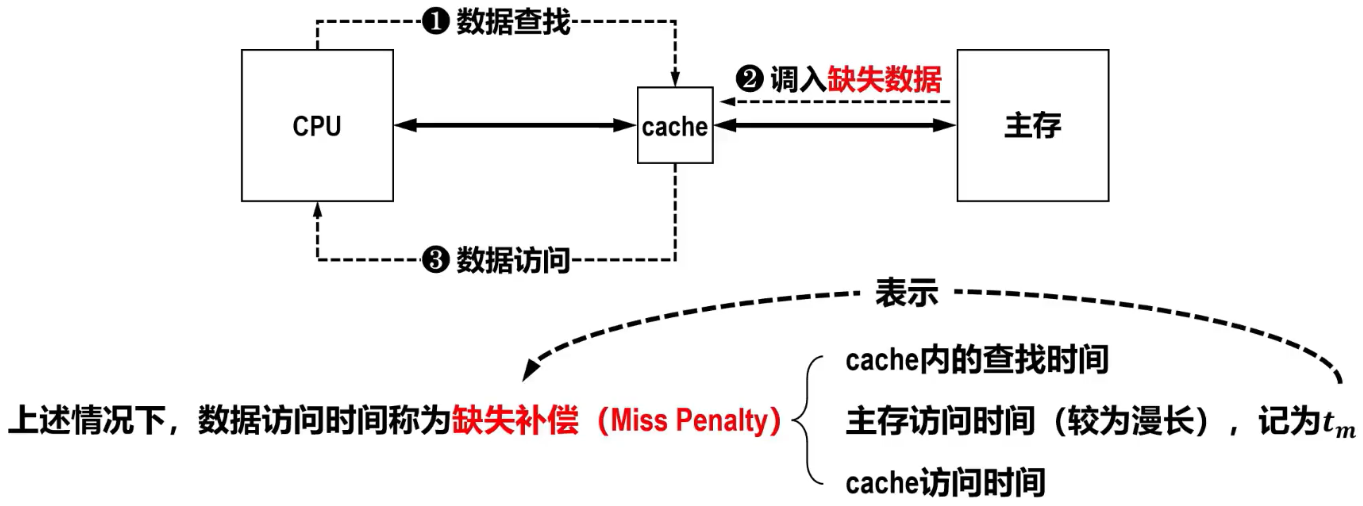 ❶ 数据查找
❷ 调入缺失数据
CPU
cache
主存
❸ 数据访问
表示
cache内的查找时间
上述情况下，数据访问时间称为缺失补偿（Miss Penalty）
主存访问时间（较为漫长），记为tₘ
cache访问时间